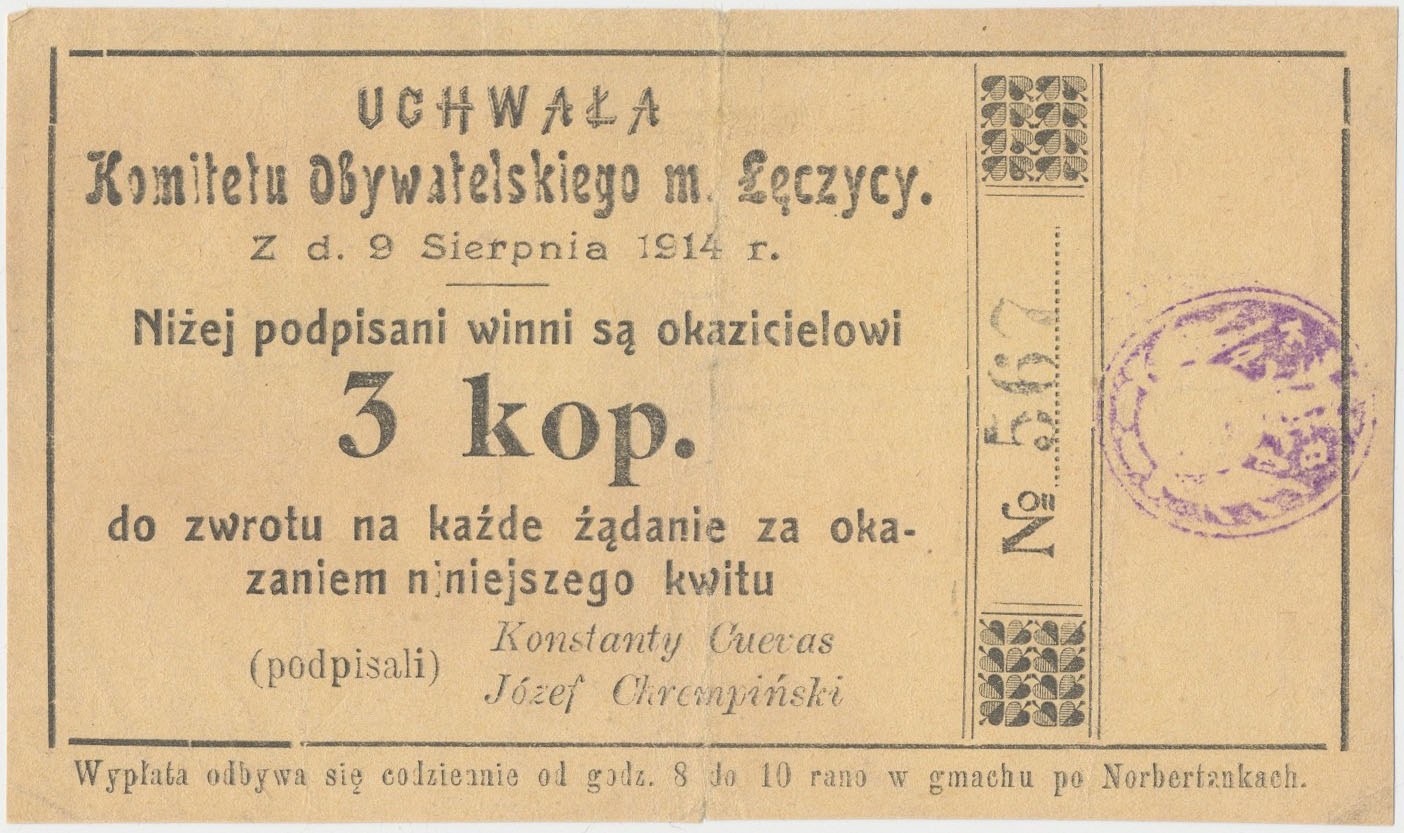 UCHWAŁA
Komitetu Obywatelskiego m. Łęczycy.
Z d. 9 Sierpnia 1914 r.
Niżej podpisani winni są okazicielowi
3 kop.
do zwrotu na każde żądanie za oka-
zaniem niniejszego kwitu
(podpisali)
Konstanty Cuevas
Józef Chrempiński
№ 567
Wypłata odbywa się codziennie od godz. 8 do 10 rano w gmachu po Norbertankach.